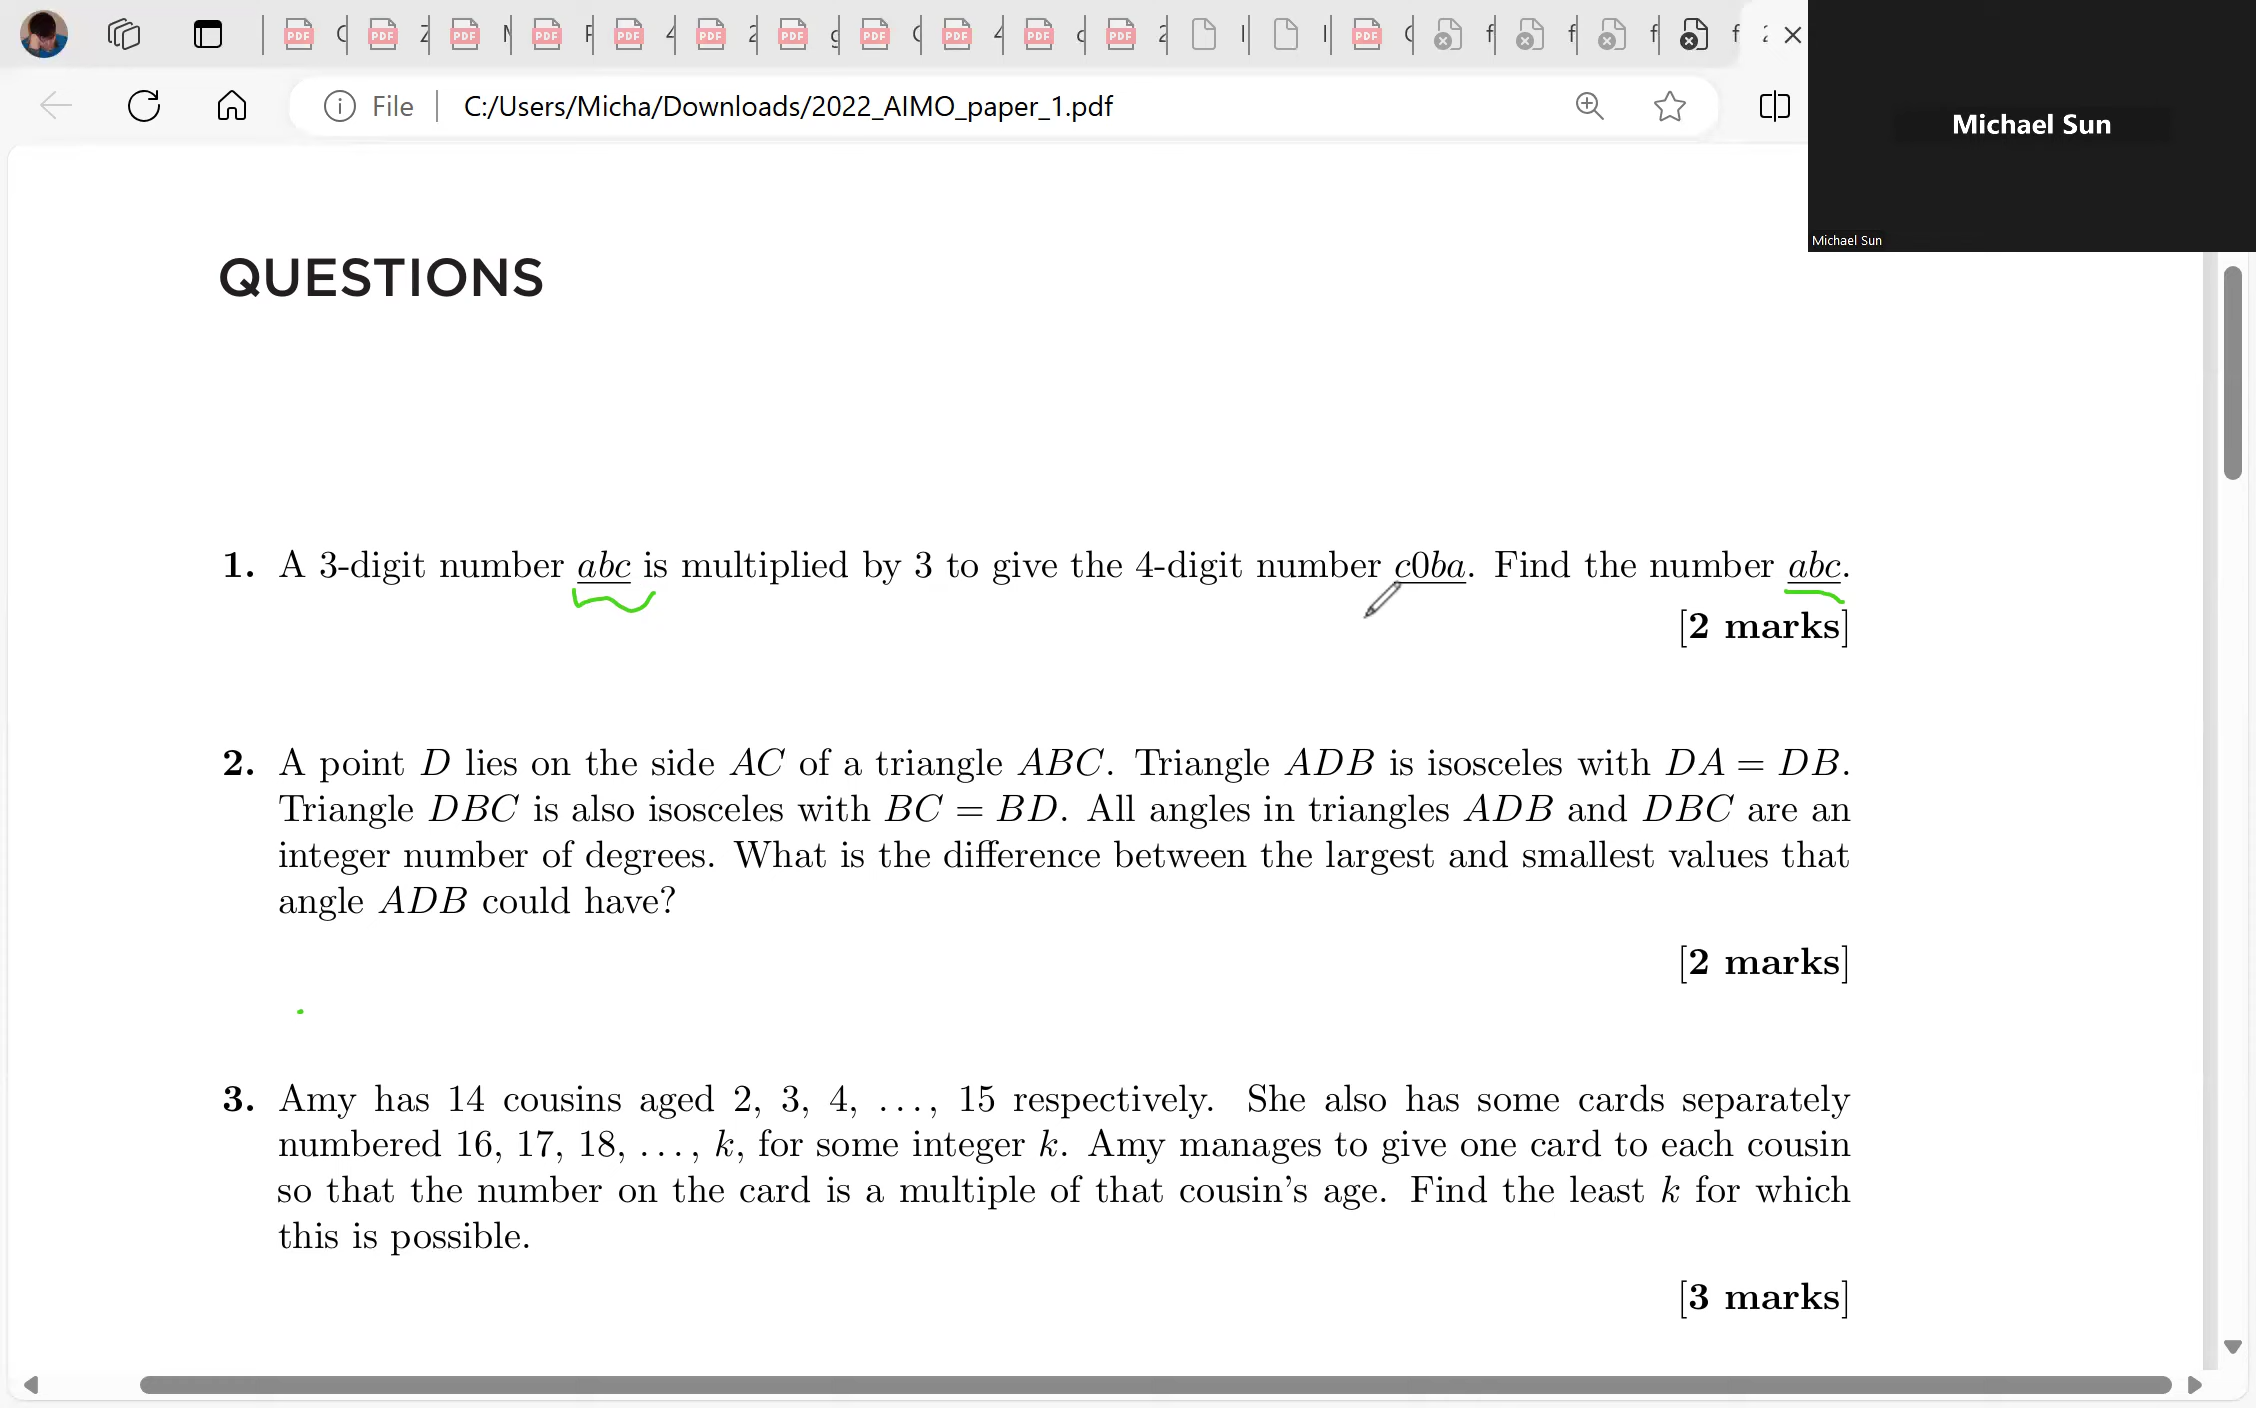 File
C:/Users/Micha/Downloads/2022_AIMO_paper_1.pdf
Michael Sun
Michael Sun
QUESTIONS
1. A 3-digit number abc is multiplied by 3 to give the 4-digit number c0ba. Find the number abc.
[2 marks]
2. A point D lies on the side AC of a triangle ABC. Triangle ADB is isosceles with DA = DB.
Triangle DBC is also isosceles with BC = BD. All angles in triangles ADB and DBC are an
integer number of degrees. What is the difference between the largest and smallest values that
angle ADB could have?
[2 marks]
3. Amy has 14 cousins aged 2, 3, 4, ..., 15 respectively. She also has some cards separately
numbered 16, 17, 18, ..., k, for some integer k. Amy manages to give one card to each cousin
so that the number on the card is a multiple of that cousin's age. Find the least k for which
this is possible.
[3 marks]